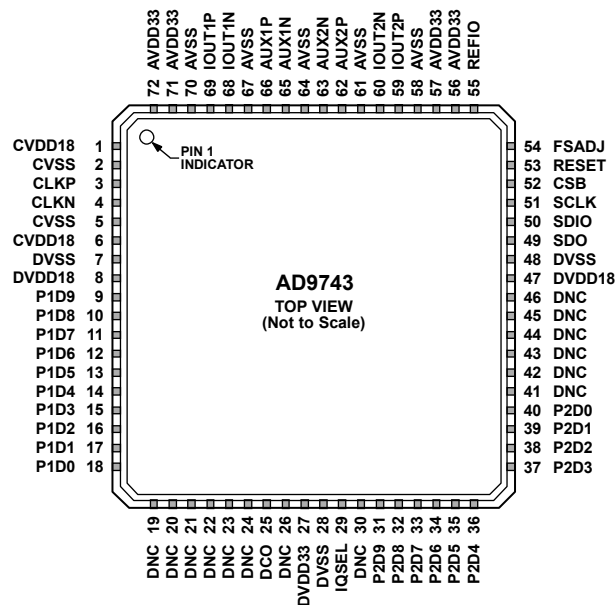 72 AVDD33
71 AVDD33
70 AVSS
69 IOUT1P
68 IOUT1N
67 AVSS
66 AUX1P
65 AUX1N
64 AVSS
63 AUX2N
62 AUX2P
61 AVSS
60 IOUT2N
59 IOUT2P
58 AVSS
57 AVDD33
56 AVDD33
55 REFIO
CVDD18 1
CVSS 2
CLKP 3
CLKN 4
CVSS 5
CVDD18 6
DVSS 7
DVDD18 8
P1D9 9
P1D8 10
P1D7 11
P1D6 12
P1D5 13
P1D4 14
P1D3 15
P1D2 16
P1D1 17
P1D0 18
PIN 1
INDICATOR
AD9743
TOP VIEW
(Not to Scale)
54 FSADJ
53 RESET
52 CSB
51 SCLK
50 SDIO
49 SDO
48 DVSS
47 DVDD18
46 DNC
45 DNC
44 DNC
43 DNC
42 DNC
41 DNC
40 P2D0
39 P2D1
38 P2D2
37 P2D3
DNC 19
DNC 20
DNC 21
DNC 22
DNC 23
DNC 24
DCO 25
DNC 26
DVDD33 27
DVSS 28
IQSEL 29
DNC 30
P2D9 31
P2D8 32
P2D7 33
P2D6 34
P2D5 35
P2D4 36